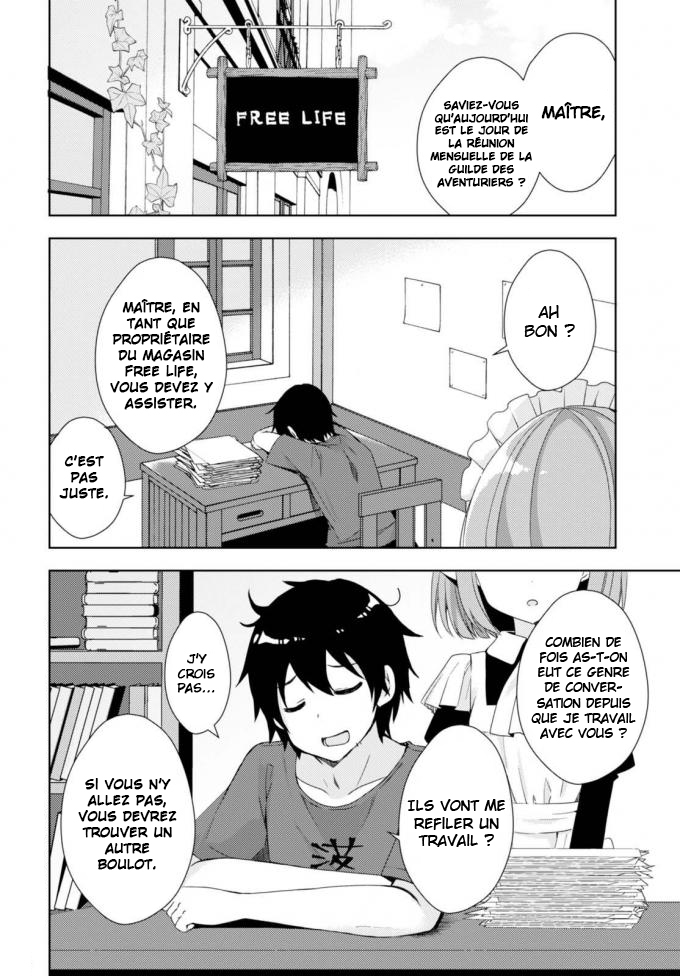 MAÎTRE,
SAVIEZ-VOUS
QU'AUJOURD'HUI
EST LE JOUR DE
LA RÉUNION
MENSUELLE DE LA
GUILDE DES
AVENTURIERS ?
FREE LIFE
AH
BON ?
MAÎTRE, EN
TANT QUE
PROPRIÉTAIRE
DU MAGASIN
FREE LIFE,
VOUS DEVEZ Y
ASSISTER.
C'EST
PAS
JUSTE.
COMBIEN DE
FOIS AS-T-ON
EUT CE GENRE
DE CONVER-
SATION DEPUIS
QUE JE TRAVAIL
AVEC VOUS ?
J'Y
CROIS
PAS...
ILS VONT ME
REFILER UN
TRAVAIL ?
SI VOUS N'Y
ALLEZ PAS,
VOUS DEVREZ
TROUVER UN
AUTRE
BOULOT.
波